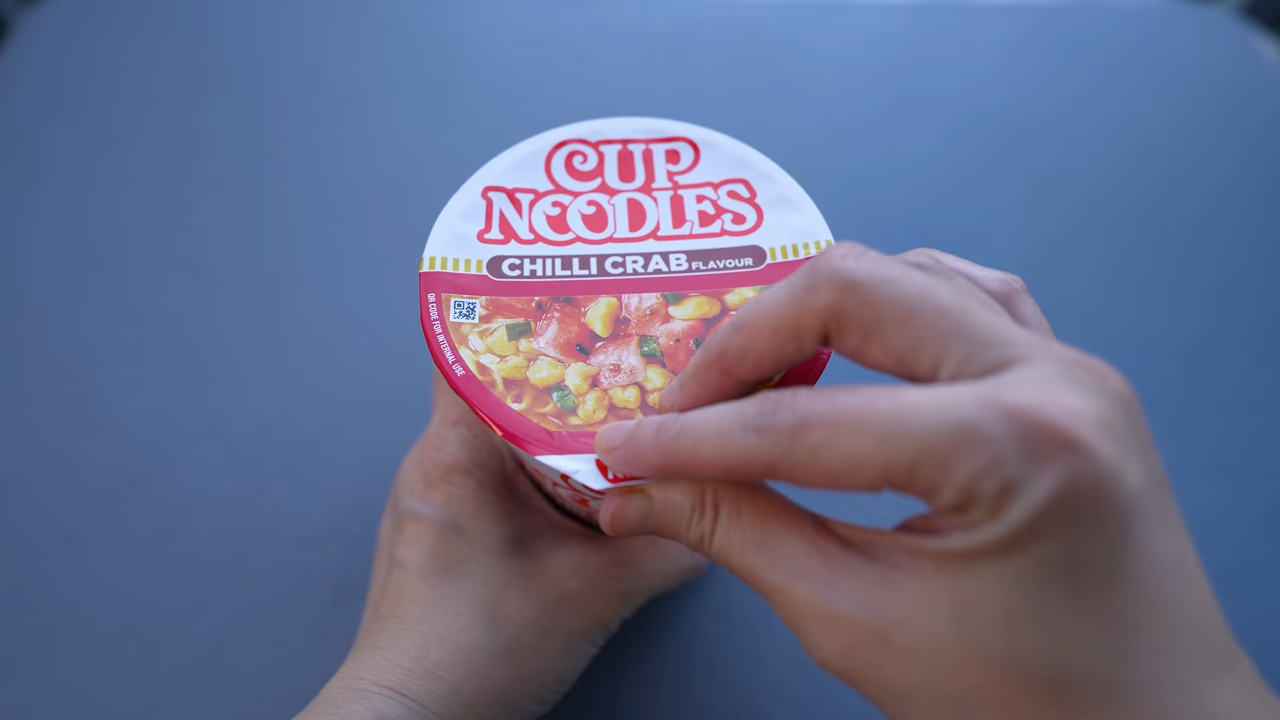 CUP
NOODLES
CHILLI CRAB FLAVOUR
QR CODE FOR INTERNAL USE